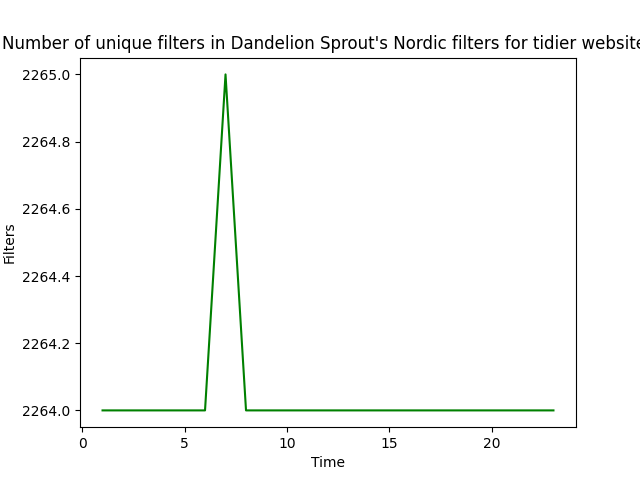 Number of unique filters in Dandelion Sprout's Nordic filters for tidier website
2265.0
2264.8
2264.6
2264.4
2264.2
2264.0
Filters
0 5 10 15 20
Time